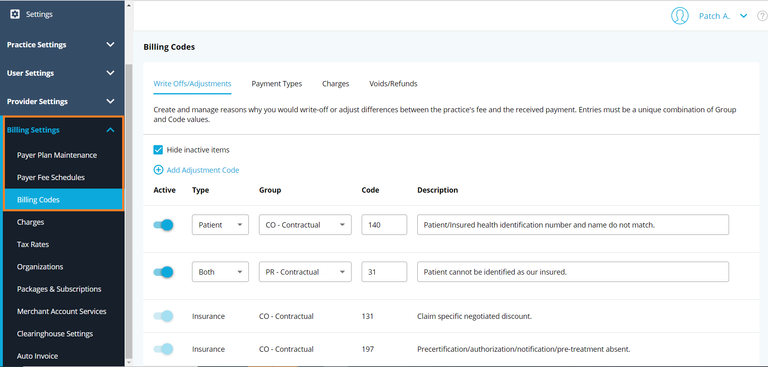 Settings
Patch A.
Practice Settings
User Settings
Provider Settings
Billing Settings
Payer Plan Maintenance
Payer Fee Schedules
Billing Codes
Charges
Tax Rates
Organizations
Packages & Subscriptions
Merchant Account Services
Clearinghouse Settings
Auto Invoice
Billing Codes
Write Offs/Adjustments Payment Types Charges Voids/Refunds
Create and manage reasons why you would write-off or adjust differences between the practice's fee and the received payment. Entries must be a unique combination of Group
and Code values.
Hide inactive items
Add Adjustment Code
Active Type Group Code Description
Patient CO - Contractual 140 Patient/Insured health identification number and name do not match.
Both PR - Contractual 31 Patient cannot be identified as our insured.
Insurance CO - Contractual 131 Claim specific negotiated discount.
Insurance CO - Contractual 197 Precertification/authorization/notification/pre-treatment absent.